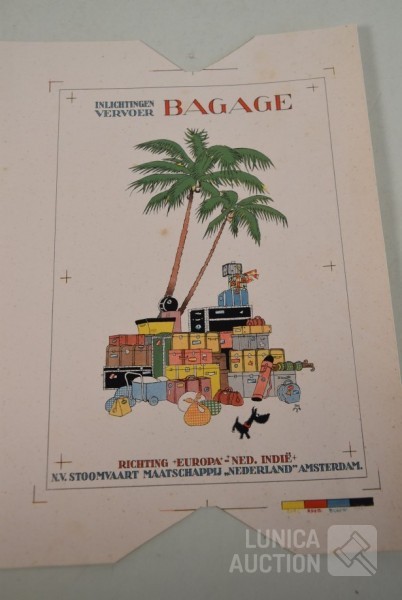 INLICHTINGEN
VERVOER BAGAGE
RICHTING "EUROPA"-"NED. INDIË"
N.V. STOOMVAART MAATSCHAPPIJ „NEDERLAND" AMSTERDAM.
LUNICA
AUCTION